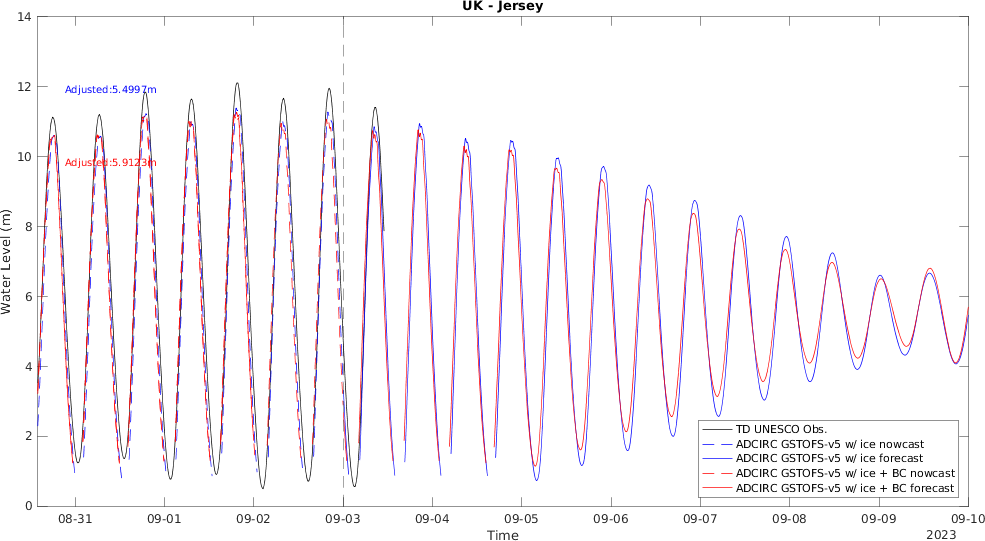 UK - Jersey
14
12
10
8
6
4
2
0
Water Level (m)
Adjusted:5.4997m
Adjusted:5.9123m
TD UNESCO Obs.
ADCIRC GSTOFS-v5 w/ ice nowcast
ADCIRC GSTOFS-v5 w/ ice forecast
ADCIRC GSTOFS-v5 w/ ice + BC nowcast
ADCIRC GSTOFS-v5 w/ ice + BC forecast
08-31 09-01 09-02 09-03 09-04 09-05 09-06 09-07 09-08 09-09 09-10
Time
2023